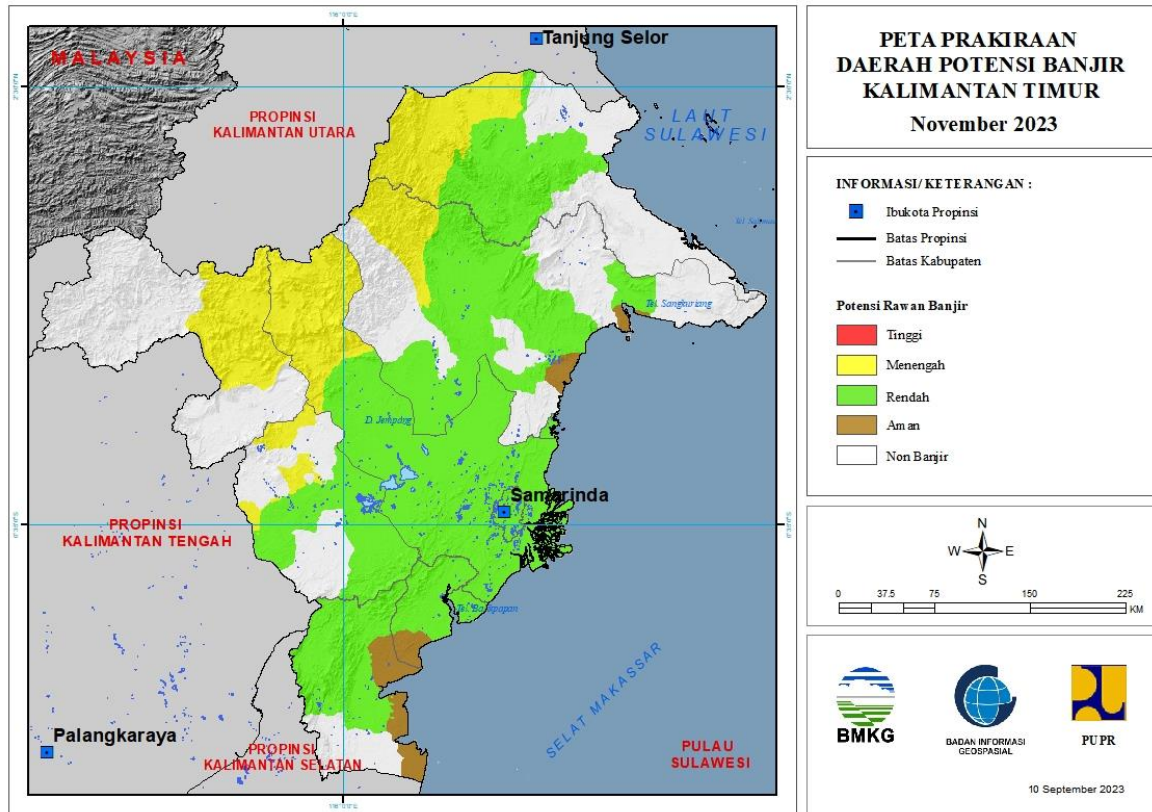 PETA PRAKIRAAN
DAERAH POTENSI BANJIR
KALIMANTAN TIMUR
November 2023
Tanjung Selor
MALAYSIA
PROPINSI
KALIMANTAN UTARA
LAUT
SULAWESI
Tel. Sangkuriang
D. Jempang
Samarinda
PROPINSI
KALIMANTAN TENGAH
SELAT MAKASSAR
Palangkaraya
PROPINSI
KALIMANTAN SELATAN
PULAU
SULAWESI
INFORMASI/ KETERANGAN :
Ibukota Propinsi
Batas Propinsi
Batas Kabupaten
Potensi Rawan Banjir
Tinggi
Menengah
Rendah
Aman
Non Banjir
N
W E
S
0 37.5 75 150 225
KM
BMKG
BADAN INFORMASI
GEOSPASIAL
PUPR
10 September 2023